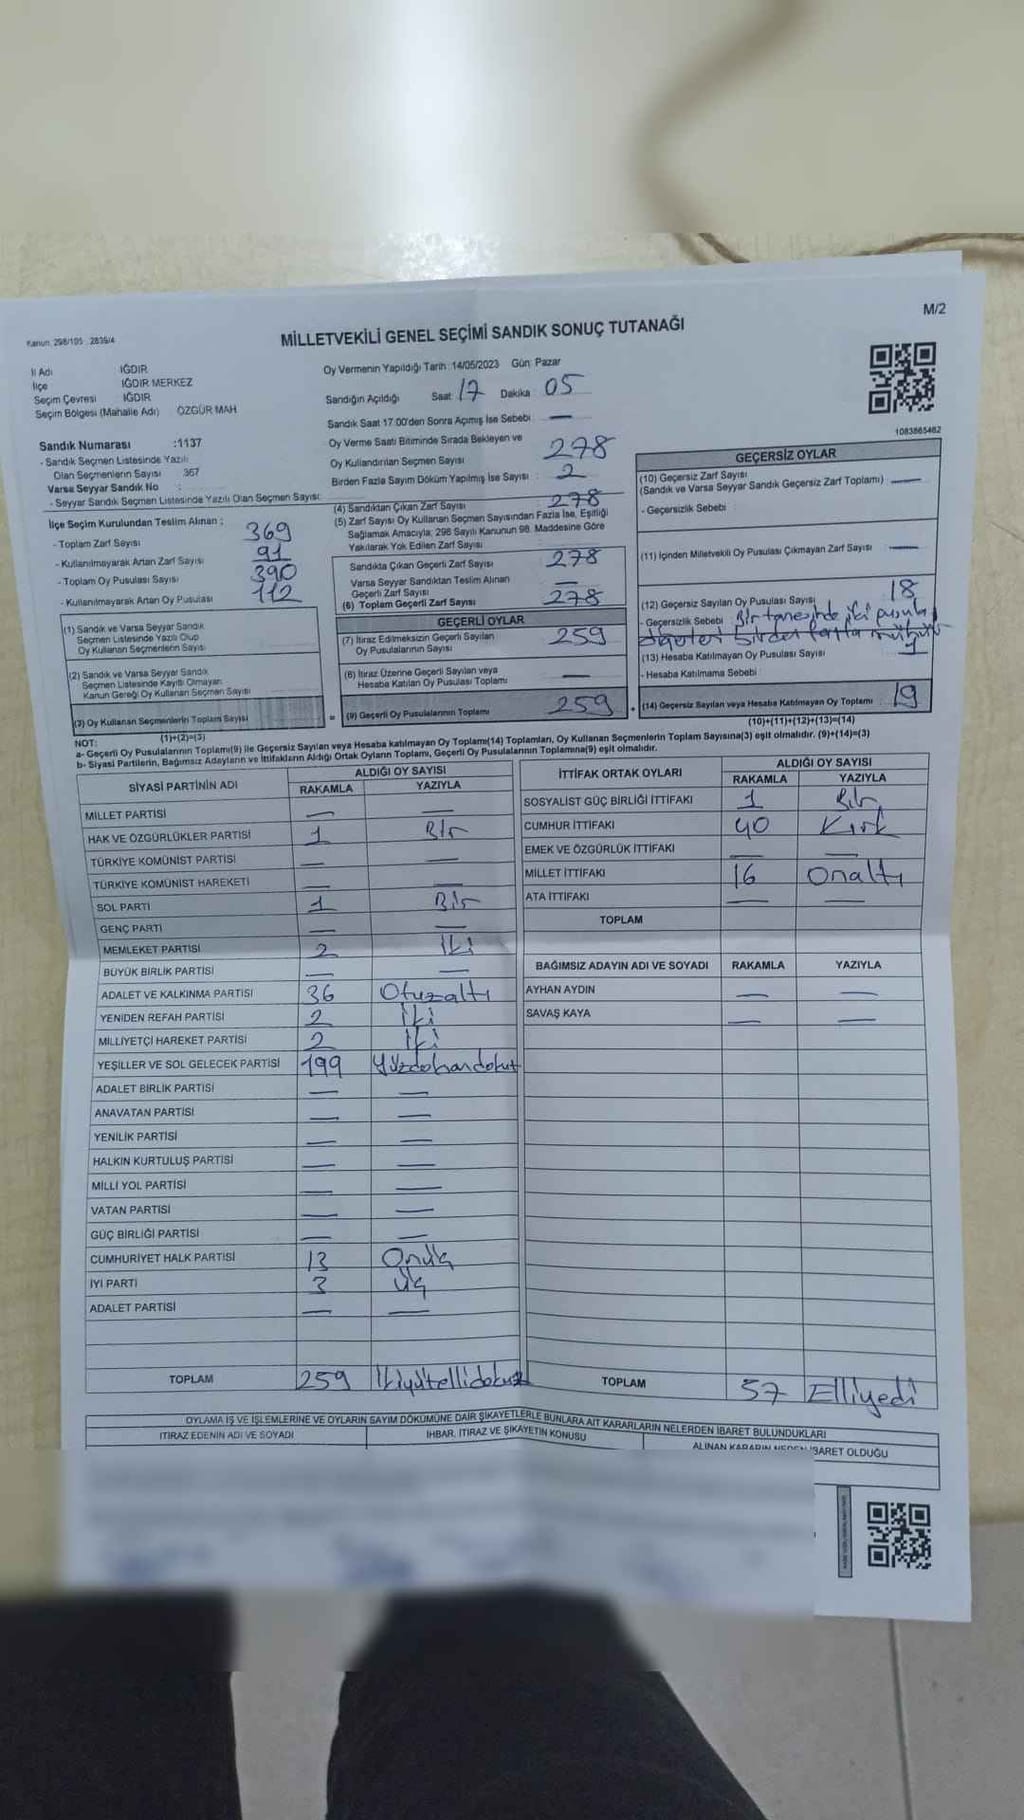 M/2
Kanun: 298/105 2839/4
MİLLETVEKİLİ GENEL SEÇİMİ SANDIK SONUÇ TUTANAĞI
İl Adı IĞDIR
İlçe IĞDIR MERKEZ
Seçim Çevresi IĞDIR
Seçim Bölgesi (Mahalle Adı) ÖZGÜR MAH
Sandık Numarası :1137
- Sandık Seçmen Listesinde Yazılı
Olan Seçmenlerin Sayısı 367
Varsa Seyyar Sandık No :
- Seyyar Sandık Seçmen Listesinde Yazılı Olan Seçmen Sayısı:
İlçe Seçim Kurulundan Teslim Alınan :
- Toplam Zarf Sayısı 369
- Kullanılmayarak Artan Zarf Sayısı 91
- Toplam Oy Pusulası Sayısı 390
- Kullanılmayarak Artan Oy Pusulası 112
Oy Vermenin Yapıldığı Tarih :14/05/2023 Gün: Pazar
Sandığın Açıldığı Saat 17 Dakika 05
Sandık Saat 17.00'den Sonra Açımış İse Sebebi : —
Oy Verme Saati Bitiminde Sırada Bekleyen ve
Oy Kullandırılan Seçmen Sayısı 278
Birden Fazla Sayım Döküm Yapılmış İse Sayısı : 2
(4) Sandıktan Çıkan Zarf Sayısı 278
(5) Zarf Sayısı Oy Kullanan Seçmen Sayısından Fazla İse, Eşitliği
Sağlamak Amacıyla; 298 Sayılı Kanunun 98. Maddesine Göre
Yakılarak Yok Edilen Zarf Sayısı
Sandıkta Çıkan Geçerli Zarf Sayısı 278
Varsa Seyyar Sandıktan Teslim Alınan
Geçerli Zarf Sayısı —
(6) Toplam Geçerli Zarf Sayısı 278
1083865462
GEÇERSİZ OYLAR
(10) Geçersiz Zarf Sayısı —
(Sandık ve Varsa Seyyar Sandık Geçersiz Zarf Toplamı)
- Geçersizlik Sebebi :
(11) İçinden Milletvekili Oy Pusulası Çıkmayan Zarf Sayısı —
(12) Geçersiz Sayılan Oy Pusulası Sayısı 18
- Geçersizlik Sebebi : Bir tanesinde iki pusula
diğerleri birden fazla mühür
(13) Hesaba Katılmayan Oy Pusulası Sayısı 1
- Hesaba Katılmama Sebebi
(14) Geçersiz Sayılan veya Hesaba Katılmayan Oy Toplamı 19
(10)+(11)+(12)+(13)=(14)
(1) Sandık ve Varsa Seyyar Sandık
Seçmen Listesinde Yazılı Olup
Oy Kullanan Seçmenlerin Sayısı
(2) Sandık ve Varsa Seyyar Sandık
Seçmen Listesinde Kayıtlı Olmayan
Kanun Gereği Oy Kullanan Seçmen Sayısı
(3) Oy Kullanan Seçmenlerin Toplam Sayısı
(1)+(2)=(3)
GEÇERLİ OYLAR
(7) İtiraz Edilmeksizin Geçerli Sayılan
Oy Pusulalarının Sayısı 259
(8) İtiraz Üzerine Geçerli Sayılan veya
Hesaba Katılan Oy Pusulası Toplamı —
= (9) Geçerli Oy Pusulalarının Toplamı 259 +
NOT:
a- Geçerli Oy Pusulalarının Toplamı(9) ile Geçersiz Sayılan veya Hesaba katılmayan Oy Toplamı(14) Toplamları, Oy Kullanan Seçmenlerin Toplam Sayısına(3) eşit olmalıdır. (9)+(14)=(3)
b- Siyasi Partilerin, Bağımsız Adayların ve İttifakların Aldığı Ortak Oyların Toplamı, Geçerli Oy Pusulalarının Toplamına(9) eşit olmalıdır.
SİYASİ PARTİNİN ADI ALDIĞI OY SAYISI
RAKAMLA YAZIYLA
MİLLET PARTİSİ — —
HAK VE ÖZGÜRLÜKLER PARTİSİ 1 Bir
TÜRKİYE KOMÜNİST PARTİSİ — —
TÜRKİYE KOMÜNİST HAREKETİ — —
SOL PARTİ 1 Bir
GENÇ PARTİ — —
MEMLEKET PARTİSİ 2 İki
BÜYÜK BİRLİK PARTİSİ — —
ADALET VE KALKINMA PARTİSİ 36 Otuzaltı
YENİDEN REFAH PARTİSİ 2 İki
MİLLİYETÇİ HAREKET PARTİSİ 2 İki
YEŞİLLER VE SOL GELECEK PARTİSİ 199 Yüzdoksandokuz
ADALET BİRLİK PARTİSİ — —
ANAVATAN PARTİSİ — —
YENİLİK PARTİSİ — —
HALKIN KURTULUŞ PARTİSİ — —
MİLLİ YOL PARTİSİ — —
VATAN PARTİSİ — —
GÜÇ BİRLİĞİ PARTİSİ — —
CUMHURİYET HALK PARTİSİ 13 Onüç
İYİ PARTİ 3 Üç
ADALET PARTİSİ — —
TOPLAM 259 İkiyüzellidokuz
İTTİFAK ORTAK OYLARI ALDIĞI OY SAYISI
RAKAMLA YAZIYLA
SOSYALİST GÜÇ BİRLİĞİ İTTİFAKI 1 Bir
CUMHUR İTTİFAKI 40 Kırk
EMEK VE ÖZGÜRLÜK İTTİFAKI — —
MİLLET İTTİFAKI 16 Onaltı
ATA İTTİFAKI — —
TOPLAM
BAĞIMSIZ ADAYIN ADI VE SOYADI RAKAMLA YAZIYLA
AYHAN AYDIN — —
SAVAŞ KAYA — —
TOPLAM 57 Elliyedi
OYLAMA İŞ VE İŞLEMLERİNE VE OYLARIN SAYIM DÖKÜMÜNE DAİR ŞİKAYETLERLE BUNLARA AİT KARARLARIN NELERDEN İBARET BULUNDUKLARI
İTİRAZ EDENİN ADI VE SOYADI İHBAR, İTİRAZ VE ŞİKAYETİN KONUSU ALINAN KARARIN NEDEN İBARET OLDUĞU